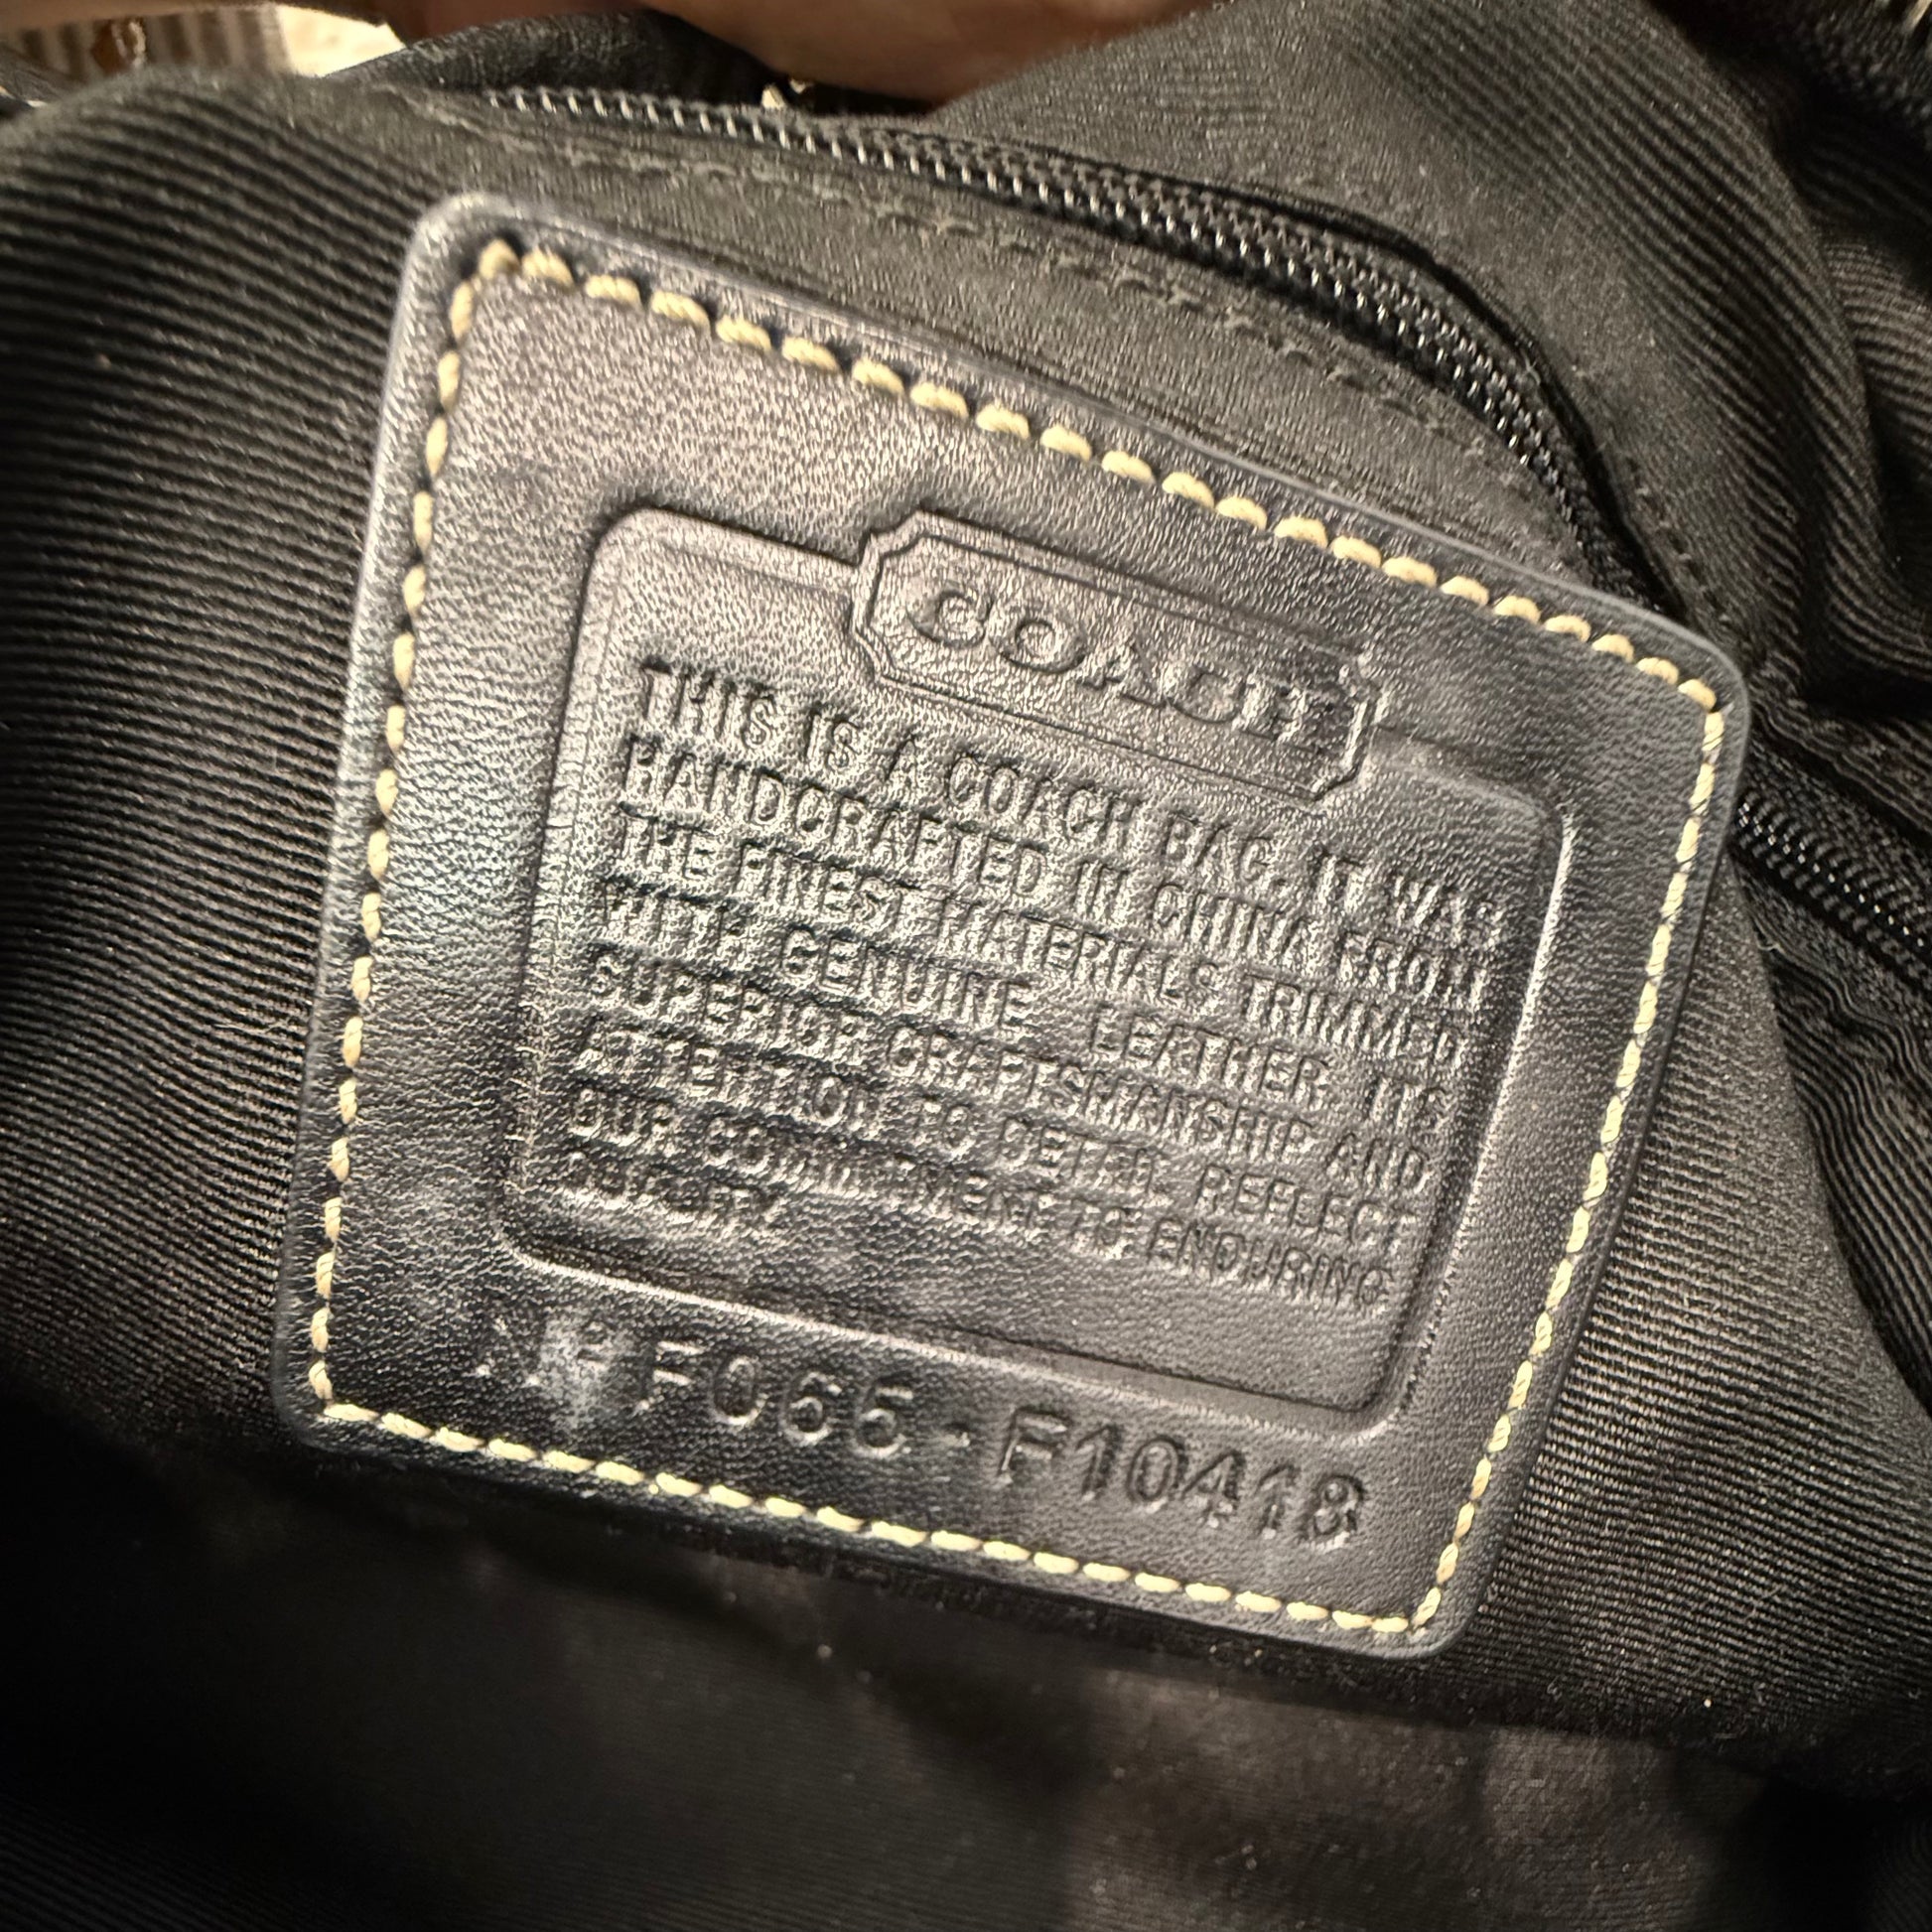 COACH
THIS IS A COACH BAG. IT WAS
HANDCRAFTED IN CHINA FROM
THE FINEST MATERIALS TRIMMED
WITH GENUINE LEATHER. ITS
SUPERIOR CRAFTSMANSHIP AND
ATTENTION TO DETAIL REFLECT
OUR COMMITMENT TO ENDURING
QUALITY.
F065-F10418